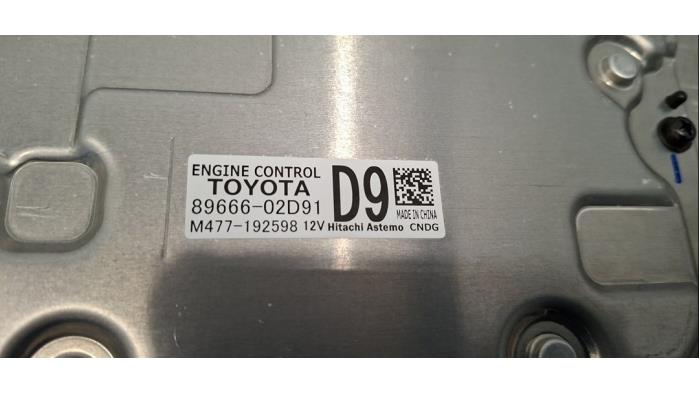 ENGINE CONTROL
TOYOTA
89666-02D91
D9
MADE IN CHINA
M477-192598 12V Hitachi Astemo CNDG